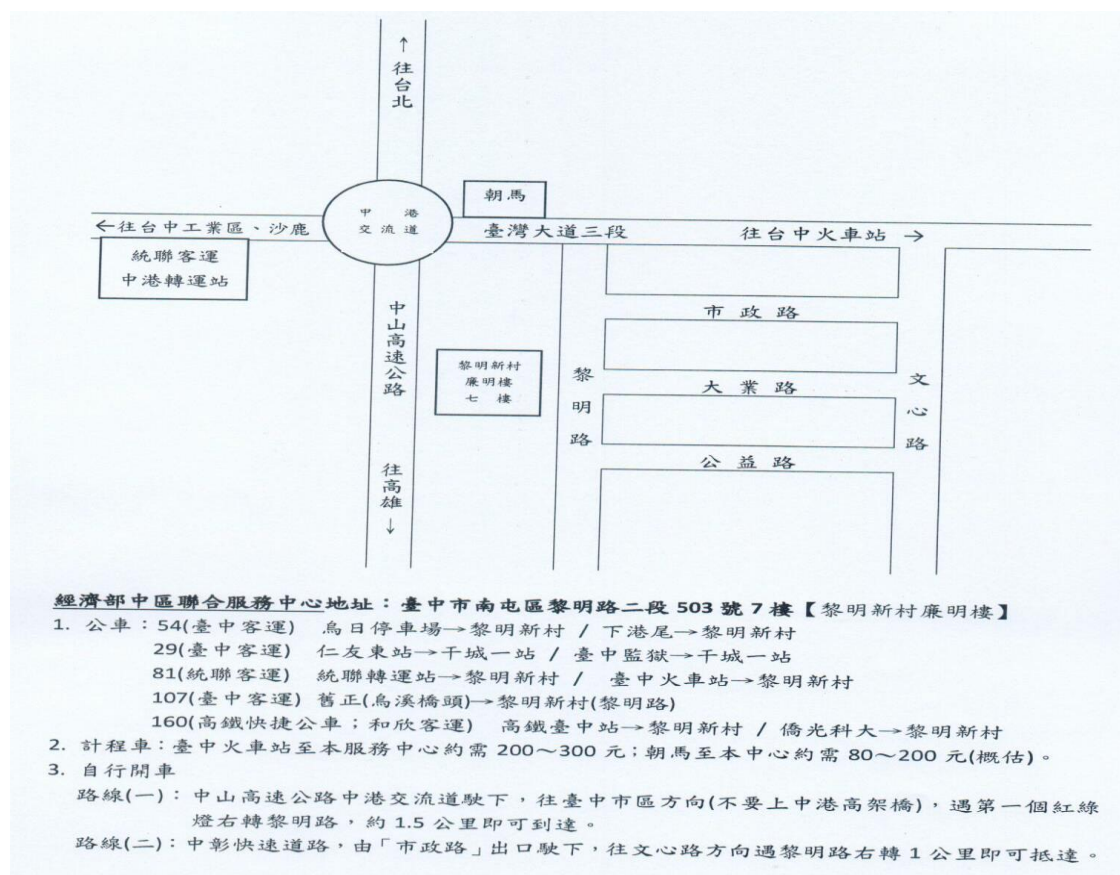 ↑往台北
朝馬
中港
交流道
←往台中工業區、沙鹿
臺灣大道三段
往台中火車站→
統聯客運
中港轉運站
市政路
中山高速公路
黎明新村
廉明樓
七樓
黎明路
大業路
文心路
公益路
往高雄↓
經濟部中區聯合服務中心地址：臺中市南屯區黎明路二段 503 號 7 樓【黎明新村廉明樓】
1. 公車：54(臺中客運) 烏日停車場→黎明新村 / 下港尾→黎明新村
29(臺中客運) 仁友東站→干城一站 / 臺中監獄→干城一站
81(統聯客運) 統聯轉運站→黎明新村 / 臺中火車站→黎明新村
107(臺中客運) 舊正(烏溪橋頭)→黎明新村(黎明路)
160(高鐵快捷公車；和欣客運) 高鐵臺中站→黎明新村 / 僑光科大→黎明新村
2. 計程車：臺中火車站至本服務中心約需 200～300 元；朝馬至本中心約需 80～200 元(概估)。
3. 自行開車
路線(一)：中山高速公路中港交流道駛下，往臺中市區方向(不要上中港高架橋)，遇第一個紅綠
燈右轉黎明路，約 1.5 公里即可到達。
路線(二)：中彰快速道路，由「市政路」出口駛下，往文心路方向遇黎明路右轉 1 公里即可抵達。